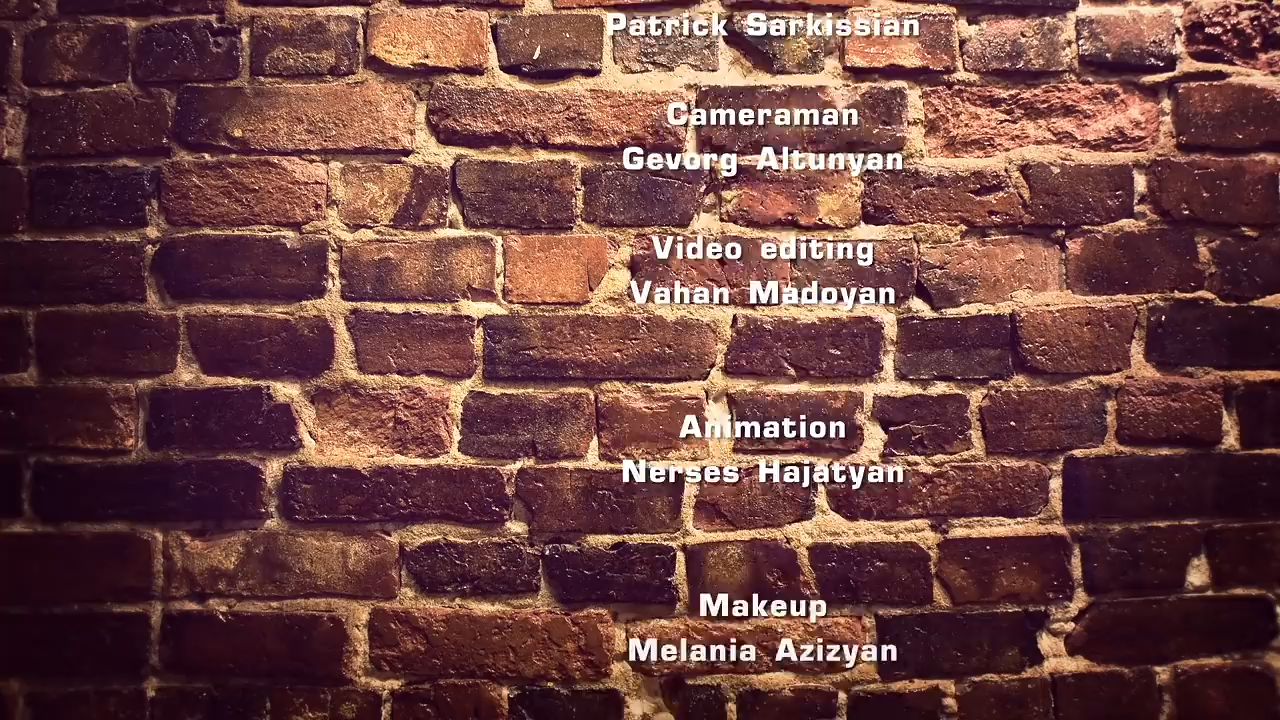 Patrick Sarkissian
Cameraman
Gevorg Altunyan
Video editing
Vahan Madoyan
Animation
Nerses Hajatyan
Makeup
Melania Azizyan